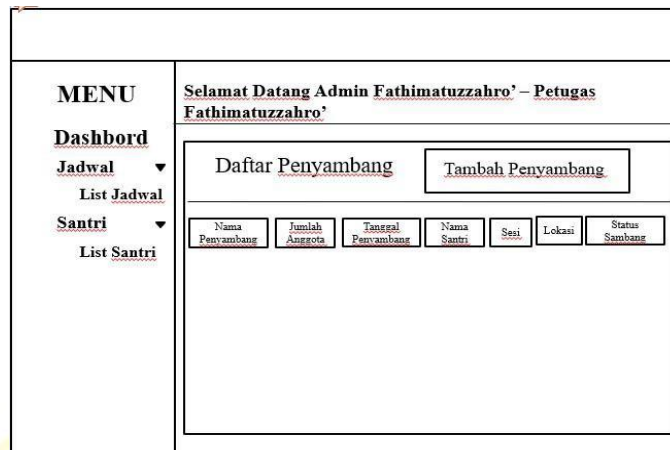 MENU
Dashbord
Jadwal
List Jadwal
Santri
List Santri
Selamat Datang Admin Fathimatuzzahro' – Petugas
Fathimatuzzahro'
Daftar Penyambang
Tambah Penyambang
Nama
Penyambang
Jumlah
Anggota
Tanggal
Penyambang
Nama
Santri
Sesi
Lokasi
Status
Sambang